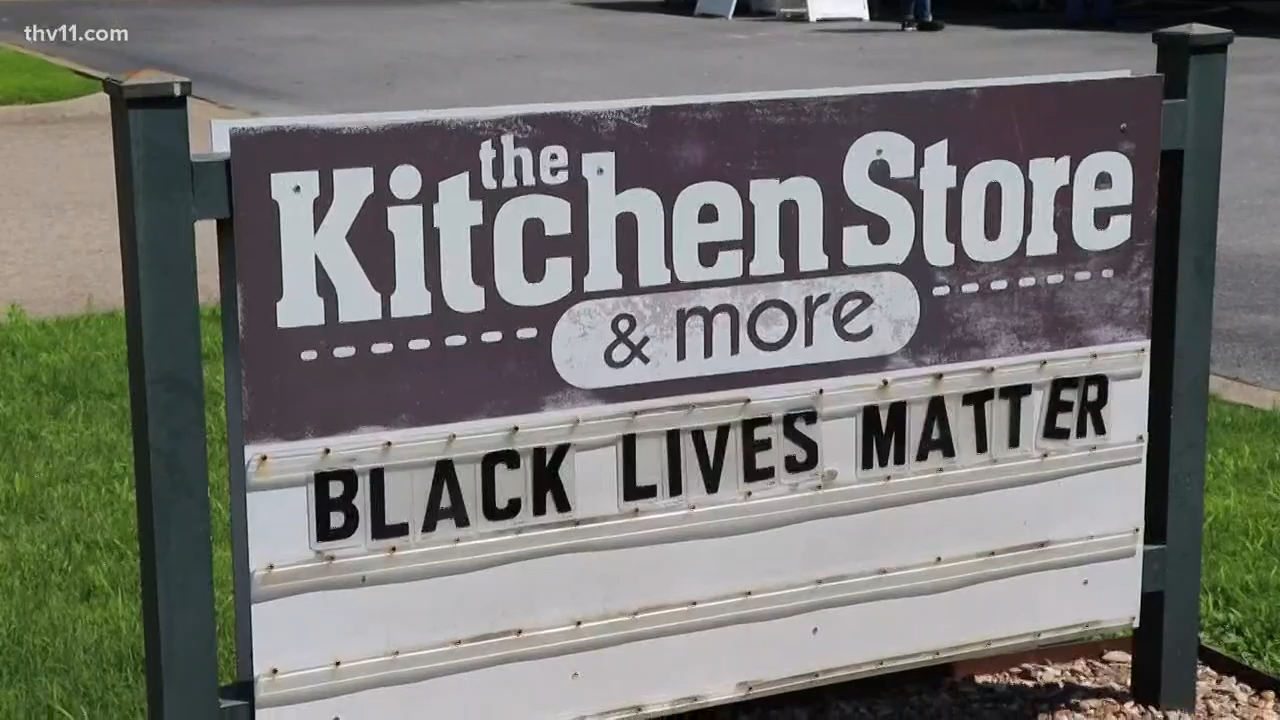 thv11.com
the
Kitchen Store
& more
BLACK LIVES MATTER